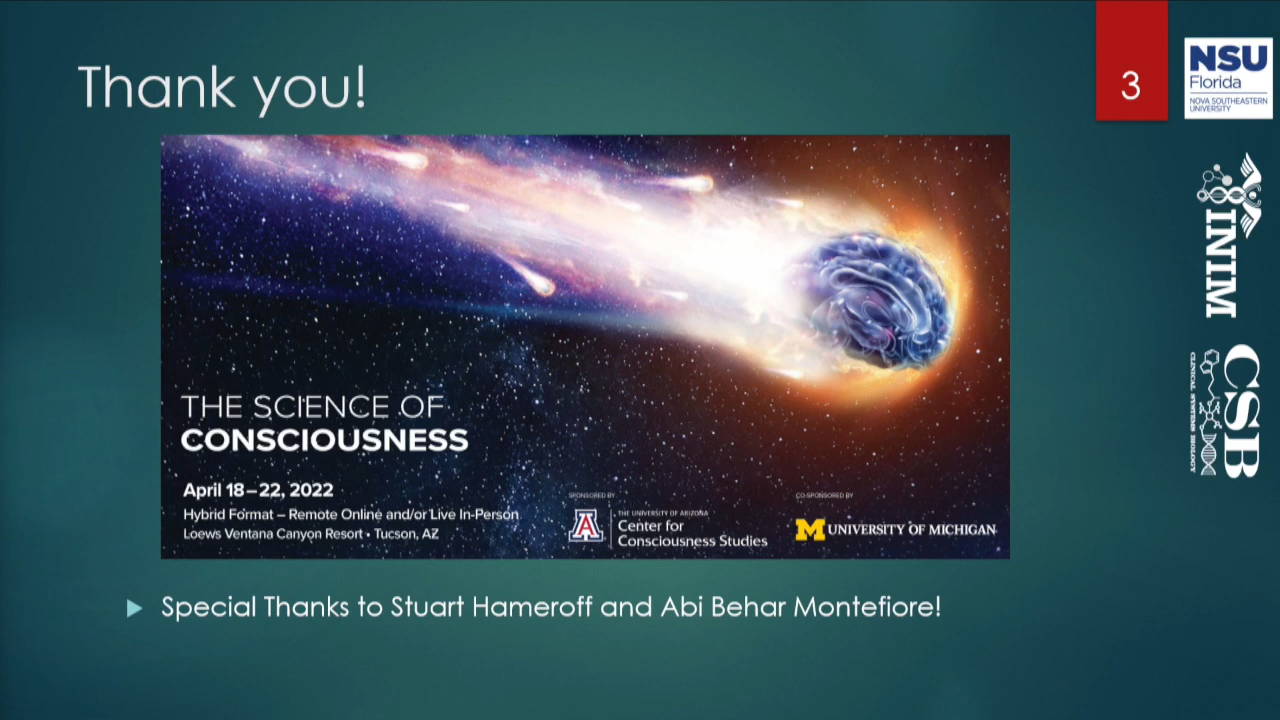 Thank you!
3
NSU
Florida
NOVA SOUTHEASTERN
UNIVERSITY
INIM
CSB
CLINICAL SYSTEMS BIOLOGY
THE SCIENCE OF
CONSCIOUSNESS
April 18–22, 2022
Hybrid Format – Remote Online and/or Live In-Person
Loews Ventana Canyon Resort • Tucson, AZ
SPONSORED BY
A
THE UNIVERSITY OF ARIZONA
Center for
Consciousness Studies
CO-SPONSORED BY
M UNIVERSITY OF MICHIGAN
Special Thanks to Stuart Hameroff and Abi Behar Montefiore!